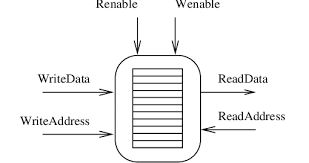 Renable Wenable
WriteData ReadData
WriteAddress ReadAddress